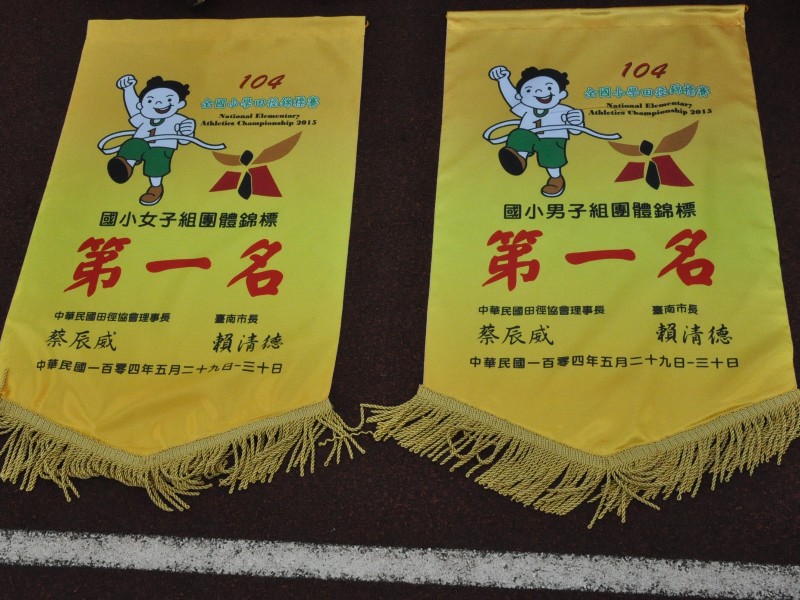 104
全國小學田徑錦標賽
National Elementary
Athletics Championship 2015
1
國小女子組團體錦標
第一名
中華民國田徑協會理事長 臺南市長
蔡辰威 賴清德
中華民國一百零四年五月二十九日-三十日
104
全國小學田徑錦標賽
National Elementary
Athletics Championship 2015
1
國小男子組團體錦標
第一名
中華民國田徑協會理事長 臺南市長
蔡辰威 賴清德
中華民國一百零四年五月二十九日-三十日